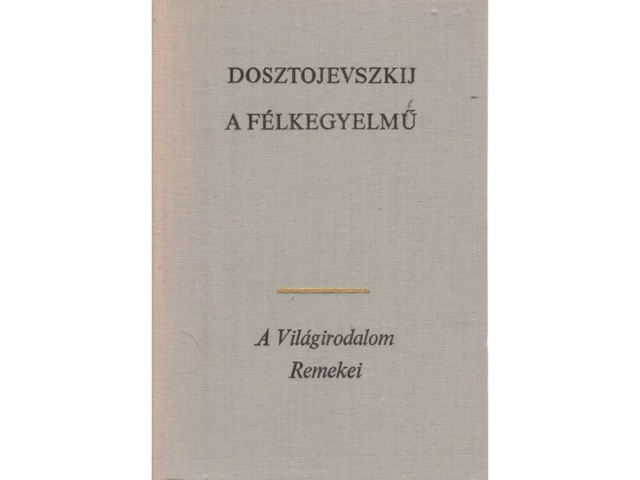 DOSZTOJEVSZKIJ
A FÉLKEGYELMŰ
A Világirodalom
Remekei